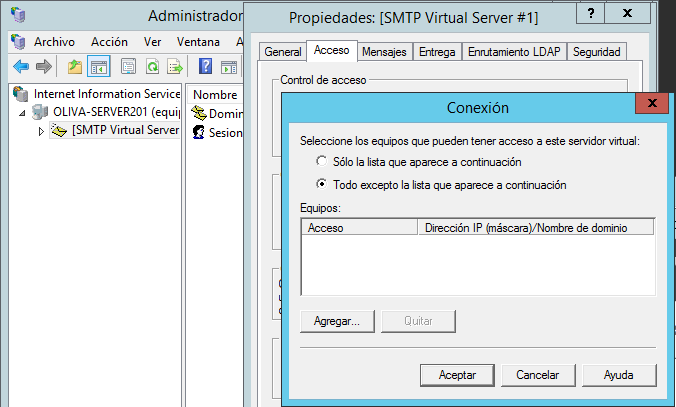 Administrador
Archivo Acción Ver Ventana A
Internet Information Service
OLIVA-SERVER201 (equip
[SMTP Virtual Server
Nombre
Domin
Sesion
Propiedades: [SMTP Virtual Server #1]
? x
General Acceso Mensajes Entrega Enrutamiento LDAP Seguridad
Control de acceso
Conexión
x
Seleccione los equipos que pueden tener acceso a este servidor virtual:
Sólo la lista que aparece a continuación
Todo excepto la lista que aparece a continuación
Equipos:
Acceso Dirección IP (máscara)/Nombre de dominio
Agregar... Quitar
Aceptar Cancelar Ayuda